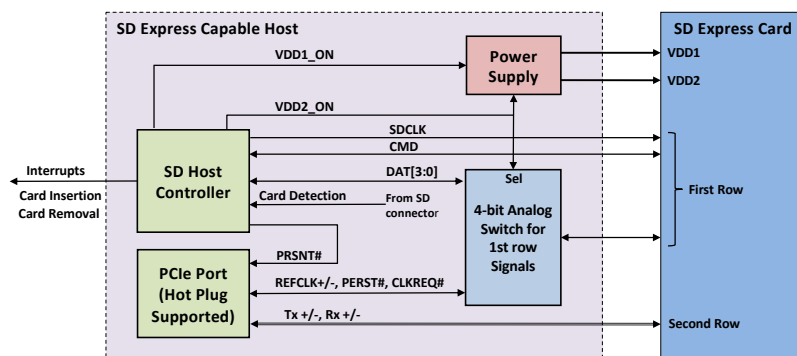 SD Express Capable Host
SD Express Card
VDD1_ON
Power
Supply
VDD1
VDD2
VDD2_ON
SDCLK
CMD
SD Host
Controller
Interrupts
Card Insertion
Card Removal
DAT[3:0]
Card Detection
From SD
connector
Sel
4-bit Analog
Switch for
1st row
Signals
First Row
PRSNT#
PCIe Port
(Hot Plug
Supported)
REFCLK+/-, PERST#, CLKREQ#
Tx +/-, Rx +/-
Second Row